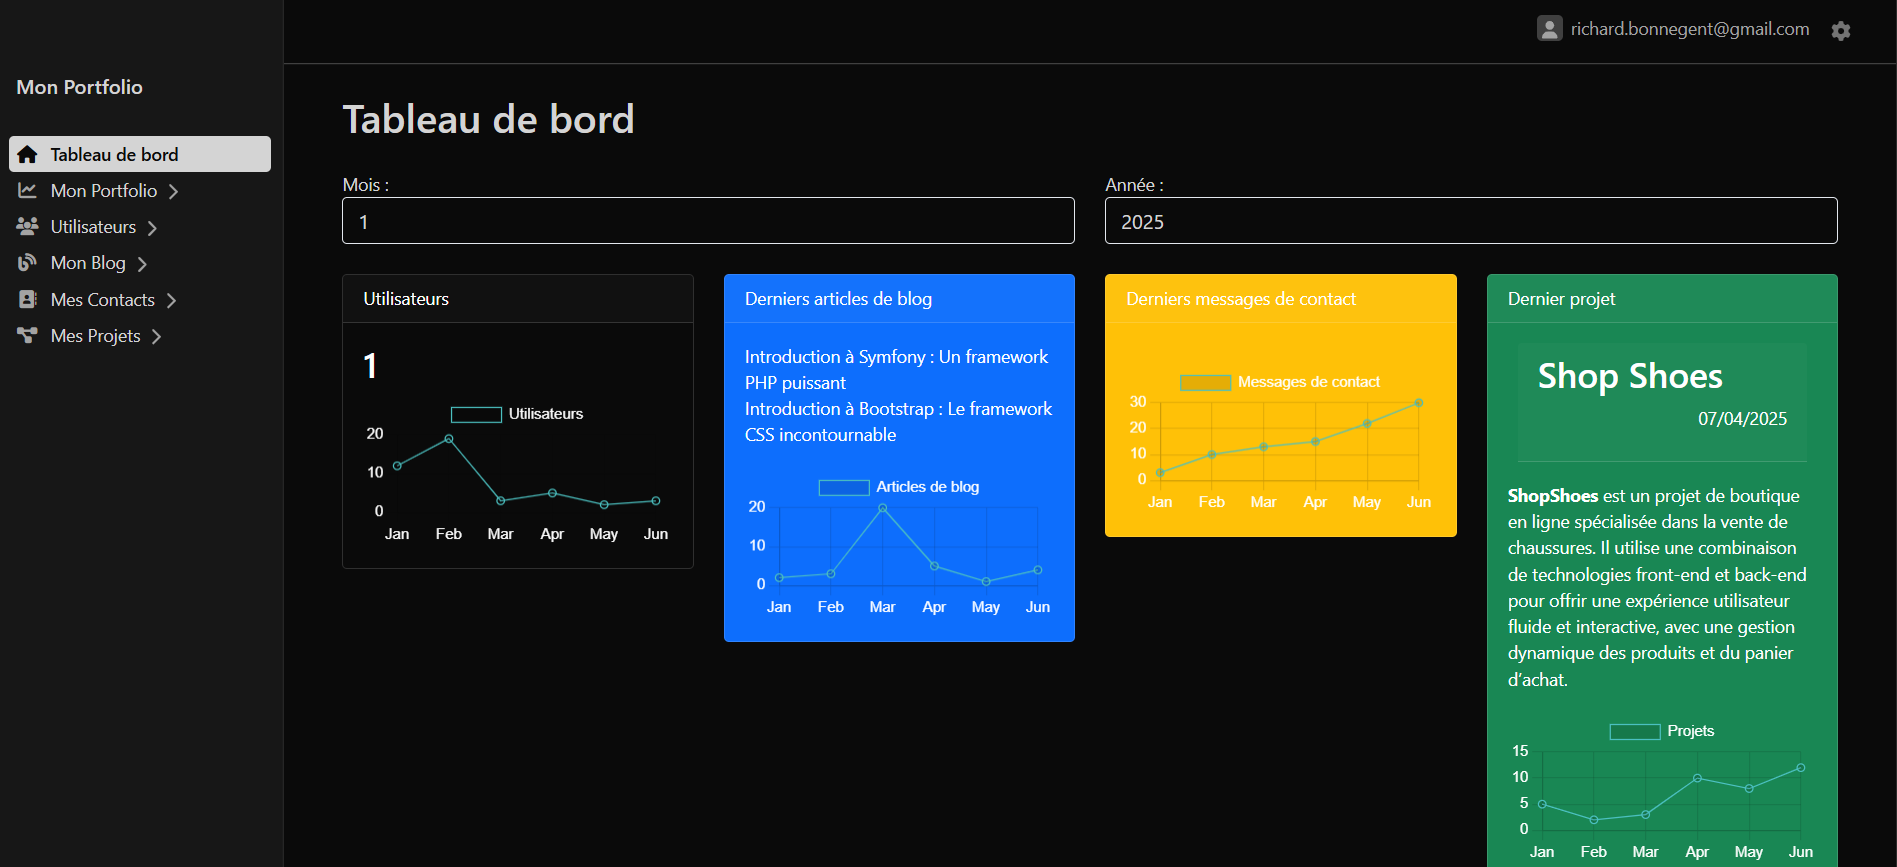 richard.bonnegent@gmail.com
Mon Portfolio
Tableau de bord
Mon Portfolio
Utilisateurs
Mon Blog
Mes Contacts
Mes Projets
Tableau de bord
Mois :
1
Année :
2025
Utilisateurs
1
Utilisateurs
20
10
0
Jan Feb Mar Apr May Jun
Derniers articles de blog
Introduction à Symfony : Un framework
PHP puissant
Introduction à Bootstrap : Le framework
CSS incontournable
Articles de blog
20
10
0
Jan Feb Mar Apr May Jun
Derniers messages de contact
Messages de contact
30
20
10
0
Jan Feb Mar Apr May Jun
Dernier projet
Shop Shoes
07/04/2025
ShopShoes est un projet de boutique
en ligne spécialisée dans la vente de
chaussures. Il utilise une combinaison
de technologies front-end et back-end
pour offrir une expérience utilisateur
fluide et interactive, avec une gestion
dynamique des produits et du panier
d’achat.
Projets
15
10
5
0
Jan Feb Mar Apr May Jun